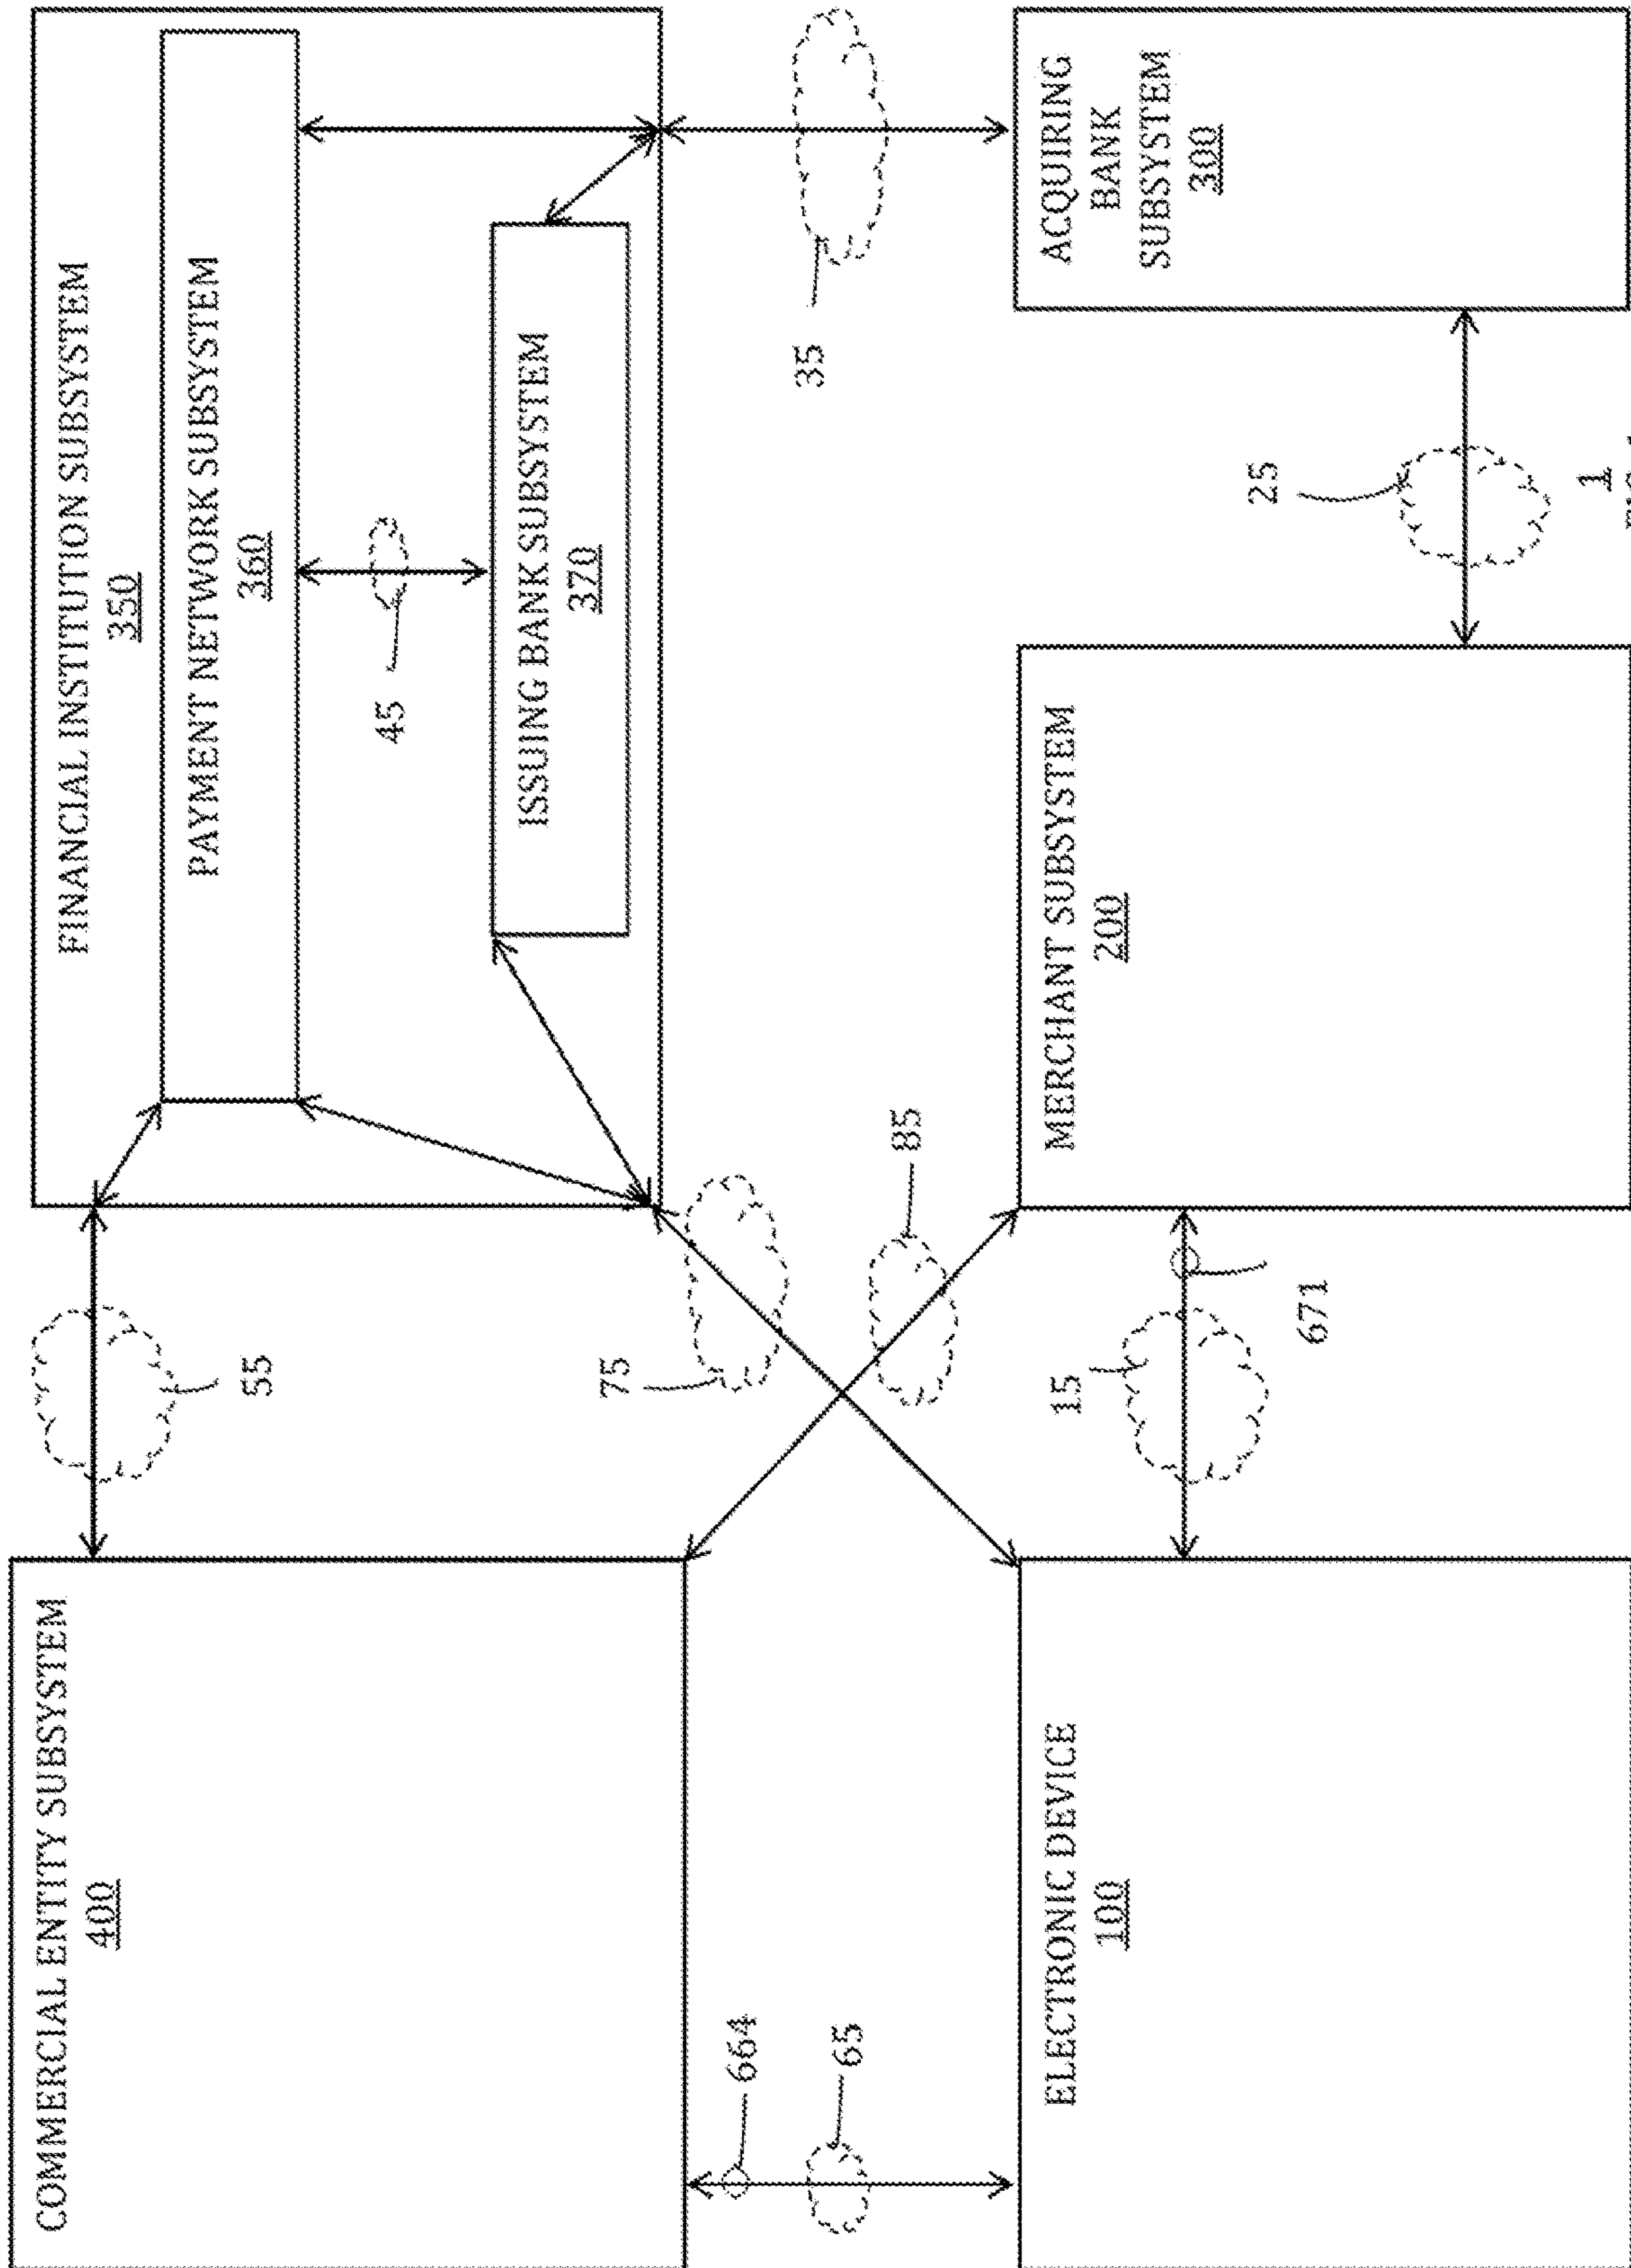 COMMERCIAL ENTITY SUBSYSTEM
400
55
FINANCIAL INSTITUTION SUBSYSTEM
350
PAYMENT NETWORK SUBSYSTEM
360
45
ISSUING BANK SUBSYSTEM
370
664
65
75
85
35
ELECTRONIC DEVICE
100
15
671
MERCHANT SUBSYSTEM
200
25
ACQUIRING
BANK
SUBSYSTEM
300
1